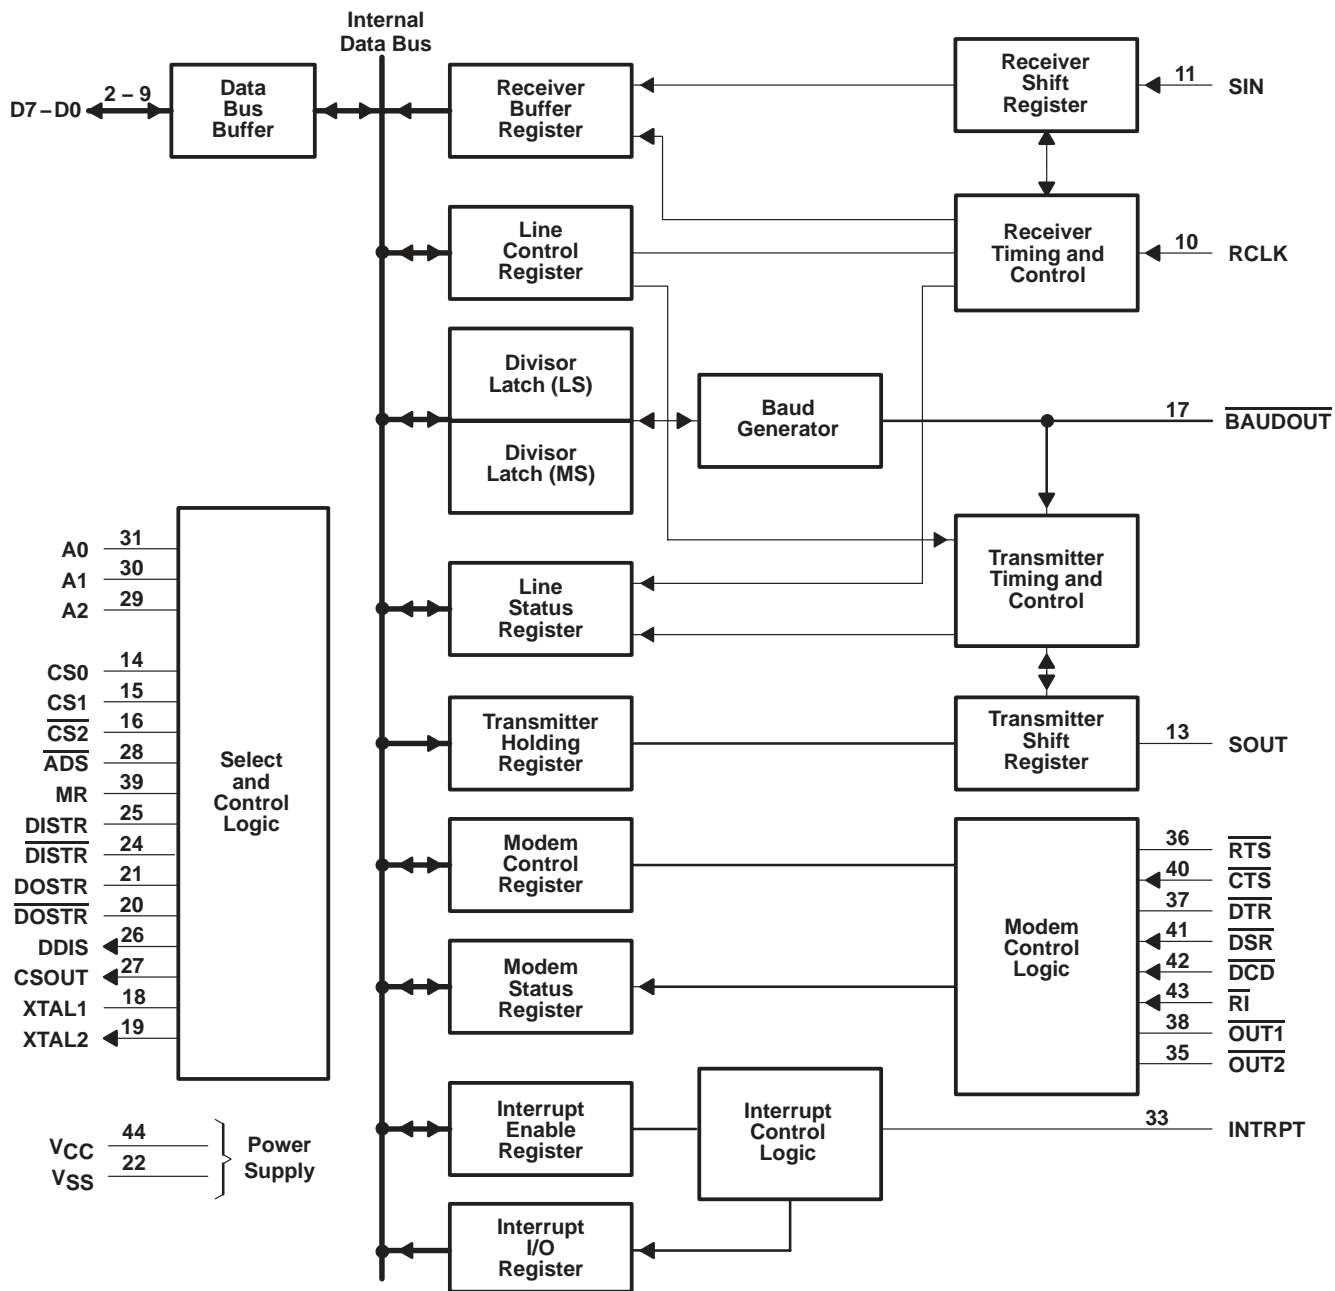 Internal
Data Bus
D7–D0
2 – 9
Data
Bus
Buffer
Receiver
Buffer
Register
Receiver
Shift
Register
11
SIN
Line
Control
Register
Receiver
Timing and
Control
10
RCLK
Divisor
Latch (LS)
Divisor
Latch (MS)
Baud
Generator
17
BAUDOUT
Line
Status
Register
Transmitter
Timing and
Control
Transmitter
Holding
Register
Transmitter
Shift
Register
13
SOUT
A0
31
A1
30
A2
29
CS0
14
CS1
15
CS2
16
ADS
28
MR
39
DISTR
25
DISTR
24
DOSTR
21
DOSTR
20
DDIS
26
CSOUT
27
XTAL1
18
XTAL2
19
Select
and
Control
Logic
Modem
Control
Register
Modem
Status
Register
Modem
Control
Logic
36
RTS
40
CTS
37
DTR
41
DSR
42
DCD
43
RI
38
OUT1
35
OUT2
Interrupt
Enable
Register
Interrupt
Control
Logic
33
INTRPT
Interrupt
I/O
Register
VCC
44
VSS
22
Power
Supply